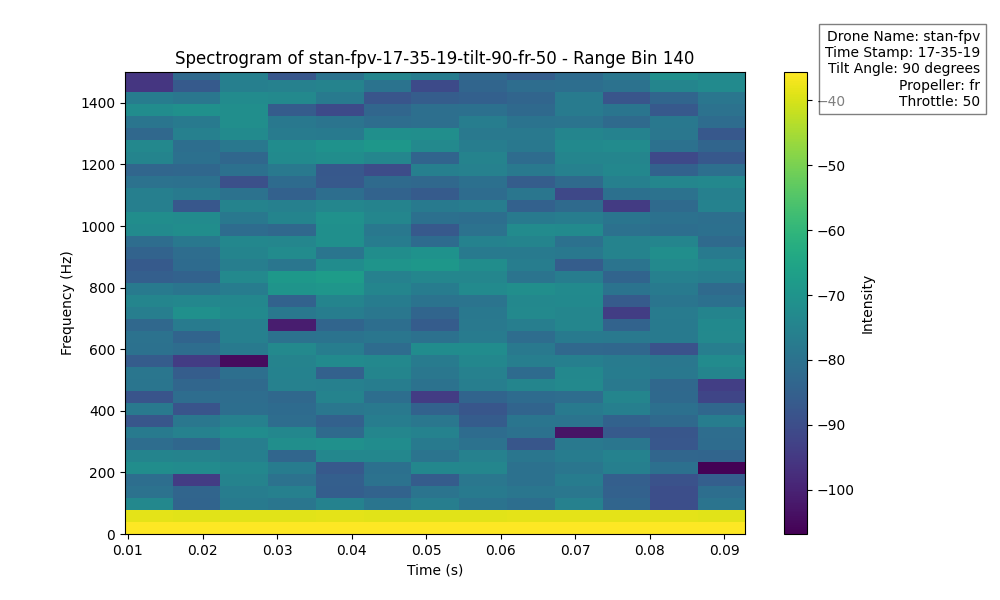 Drone Name: stan-fpv
Time Stamp: 17-35-19
Tilt Angle: 90 degrees
Propeller: fr
Throttle: 50
Spectrogram of stan-fpv-17-35-19-tilt-90-fr-50 - Range Bin 140
Frequency (Hz)
1400
1200
1000
800
600
400
200
0
0.01 0.02 0.03 0.04 0.05 0.06 0.07 0.08 0.09
Time (s)
−40
−50
−60
−70
−80
−90
−100
Intensity